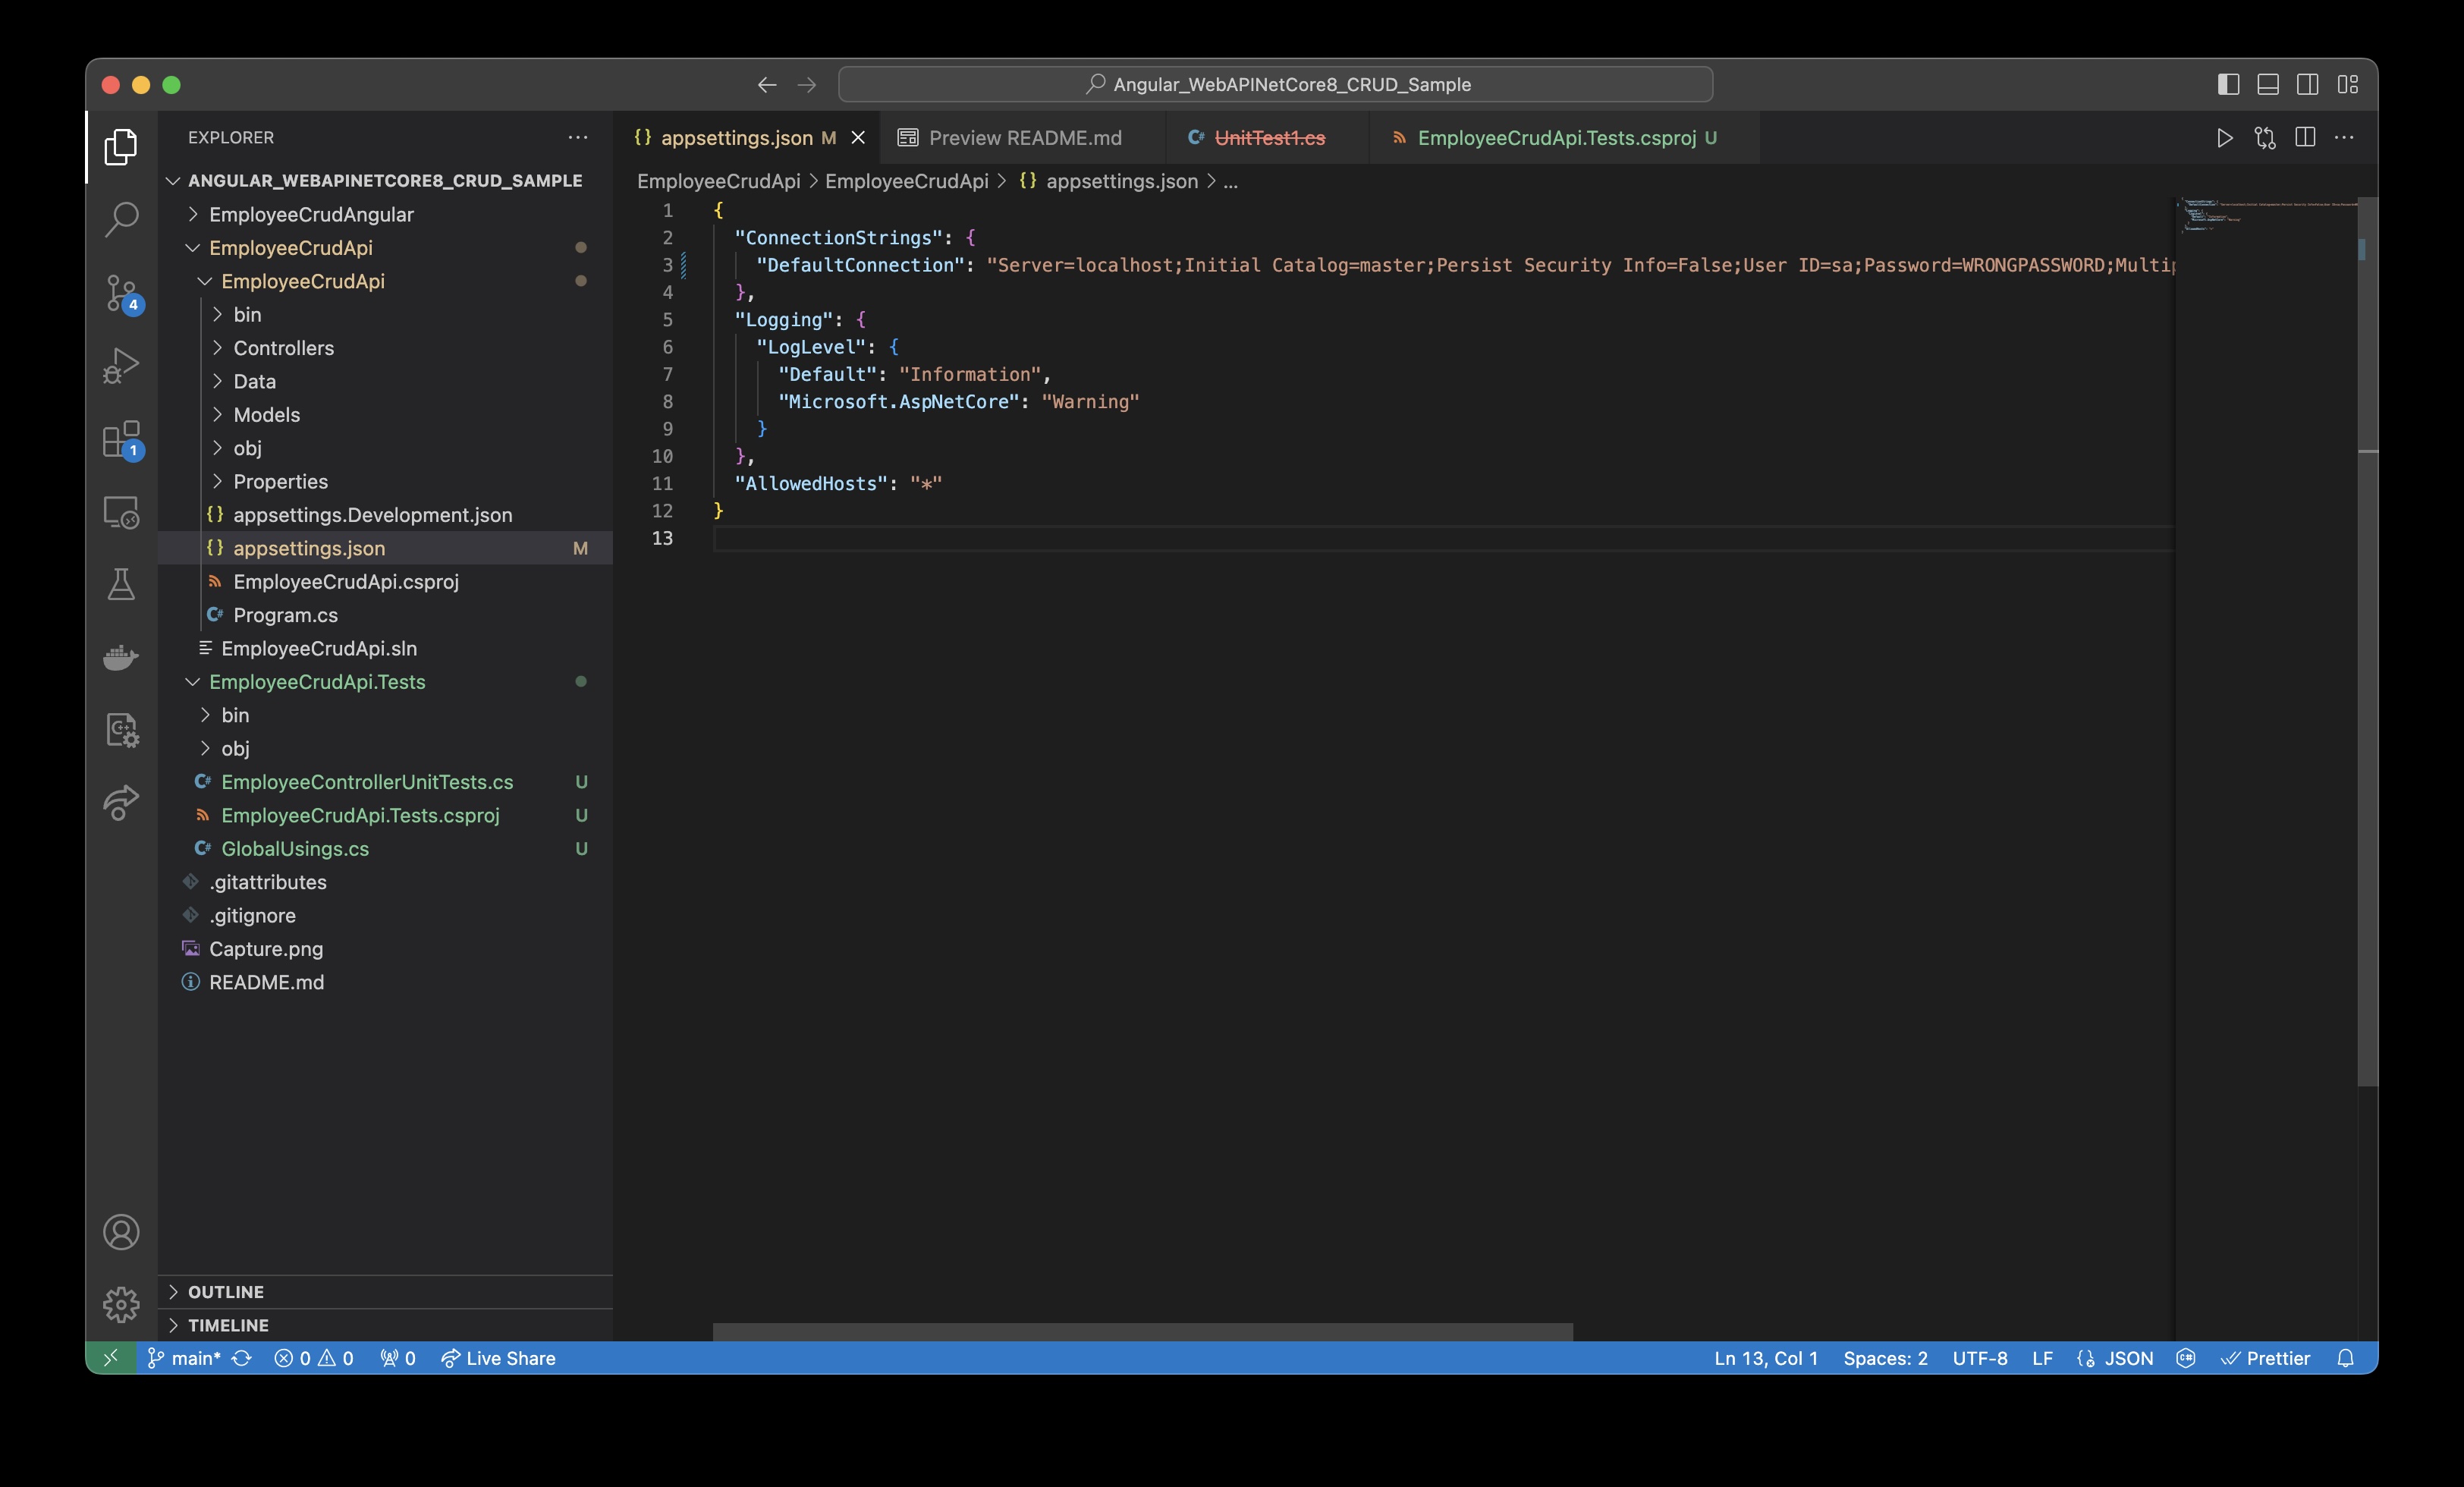 Angular_WebAPINetCore8_CRUD_Sample
EXPLORER
ANGULAR_WEBAPINETCORE8_CRUD_SAMPLE
EmployeeCrudAngular
EmployeeCrudApi
EmployeeCrudApi
bin
Controllers
Data
Models
obj
Properties
{} appsettings.Development.json
{} appsettings.json M
EmployeeCrudApi.csproj
C# Program.cs
EmployeeCrudApi.sln
EmployeeCrudApi.Tests
bin
obj
C# EmployeeControllerUnitTests.cs U
EmployeeCrudApi.Tests.csproj U
C# GlobalUsings.cs U
.gitattributes
.gitignore
Capture.png
README.md
OUTLINE
TIMELINE
4
1
{} appsettings.json M
Preview README.md
C# UnitTest1.cs
EmployeeCrudApi.Tests.csproj U
EmployeeCrudApi > EmployeeCrudApi > {} appsettings.json > ...
1 {
2 "ConnectionStrings": {
3 "DefaultConnection": "Server=localhost;Initial Catalog=master;Persist Security Info=False;User ID=sa;Password=WRONGPASSWORD;Multip
4 },
5 "Logging": {
6 "LogLevel": {
7 "Default": "Information",
8 "Microsoft.AspNetCore": "Warning"
9 }
10 },
11 "AllowedHosts": "*"
12 }
13
main* 0 0 0 Live Share
Ln 13, Col 1 Spaces: 2 UTF-8 LF JSON Prettier